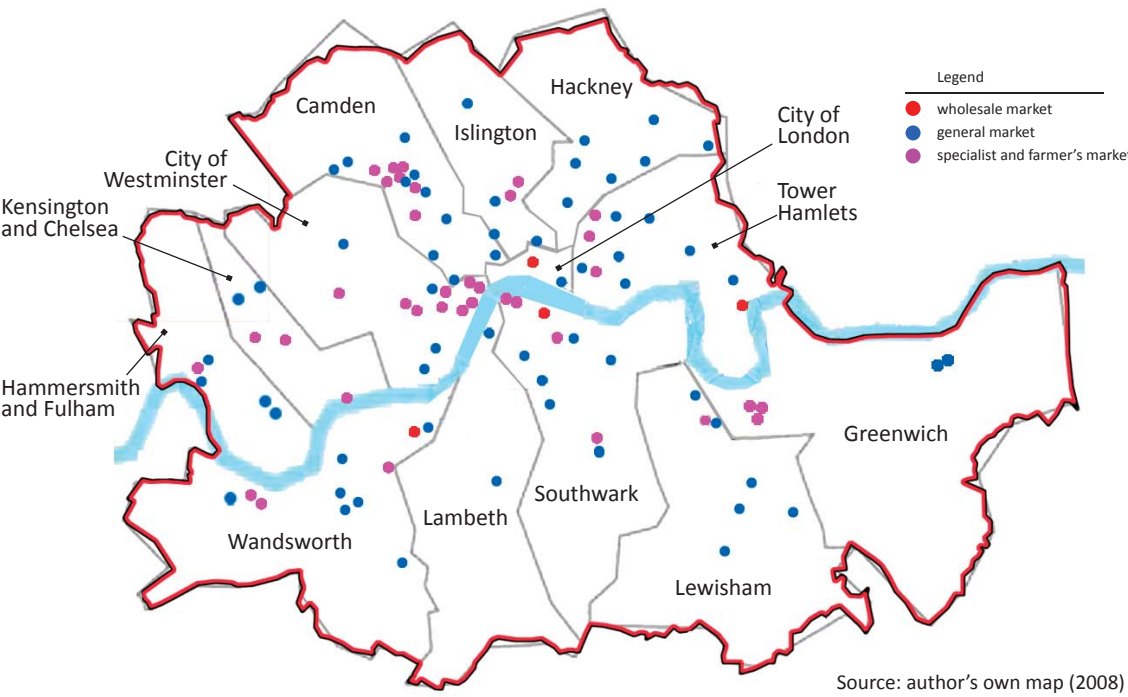 Hackney
Camden
Islington
City of
London
Legend
wholesale market
general market
specialist and farmer's market
City of
Westminster
Kensington
and Chelsea
Tower
Hamlets
Hammersmith
and Fulham
Greenwich
Southwark
Lambeth
Wandsworth
Lewisham
Source: author's own map (2008)